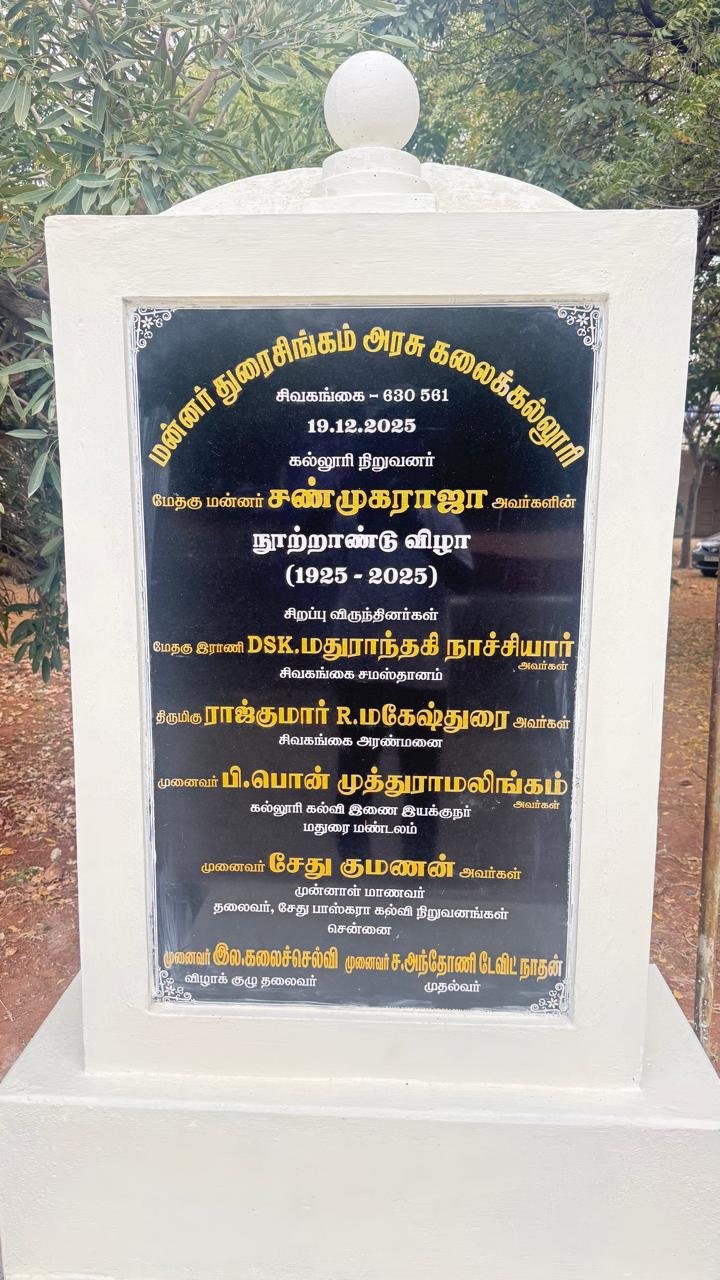 மன்னர் துரைசிங்கம் அரசு கலைக்கல்லூரி
சிவகங்கை – 630 561
19.12.2025
கல்லூரி நிறுவனர்
மேதகு மன்னர் சண்முகராஜா அவர்களின்
நூற்றாண்டு விழா
(1925 - 2025)
சிறப்பு விருந்தினர்கள்
மேதகு இராணி DSK.மதுராந்தகி நாச்சியார் அவர்கள்
சிவகங்கை சமஸ்தானம்
திருமிகு ராஜ்குமார் R.மகேஷ்துரை அவர்கள்
சிவகங்கை அரண்மனை
முனைவர் பி.பொன் முத்துராமலிங்கம் அவர்கள்
கல்லூரி கல்வி இணை இயக்குநர்
மதுரை மண்டலம்
முனைவர் சேது குமணன் அவர்கள்
முன்னாள் மாணவர்
தலைவர், சேது பாஸ்கரா கல்வி நிறுவனங்கள்
சென்னை
முனைவர் இல.கலைச்செல்வி முனைவர் ச.அந்தோணி டேவிட் நாதன்
விழாக் குழு தலைவர் முதல்வர்